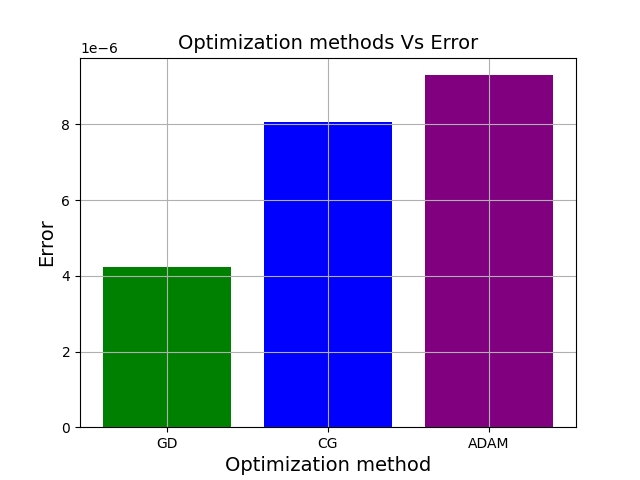 Optimization methods Vs Error
1e−6
8
6
4
2
0
Error
GD CG ADAM
Optimization method